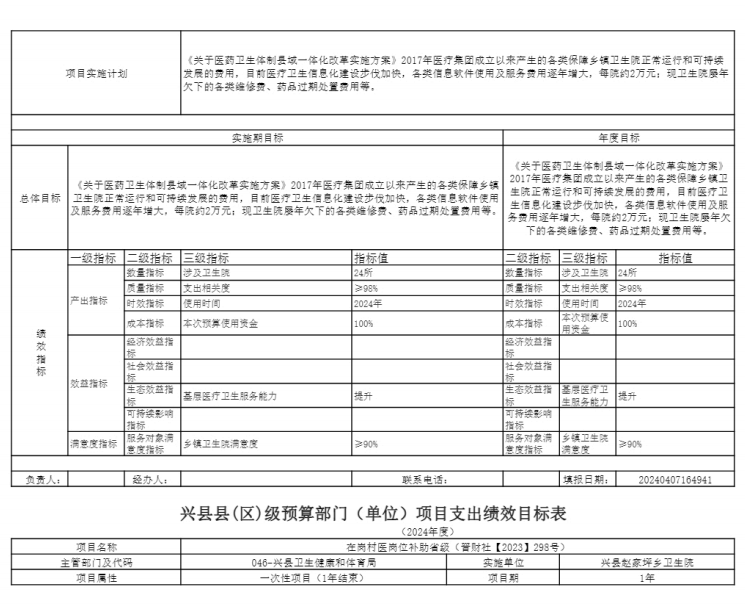 项目实施计划
《关于医药卫生体制县域一体化改革实施方案》2017年医疗集团成立以来产生的各类保障乡镇卫生院正常运行和可持续
发展的费用，目前医疗卫生信息化建设步伐加快，各类信息软件使用及服务费用逐年增大，每院约2万元；现卫生院屡年
欠下的各类维修费、药品过期处置费用等。
实施期目标 年度目标
总体目标
《关于医药卫生体制县域一体化改革实施方案》2017年医疗集团成立以来产生的各类保障乡镇
卫生院正常运行和可持续发展的费用，目前医疗卫生信息化建设步伐加快，各类信息软件使用
及服务费用逐年增大，每院约2万元；现卫生院屡年欠下的各类维修费、药品过期处置费用等。
《关于医药卫生体制县域一体化改革实施方案》
2017年医疗集团成立以来产生的各类保障乡镇卫
生院正常运行和可持续发展的费用，目前医疗卫
生信息化建设步伐加快，各类信息软件使用及服
务费用逐年增大，每院约2万元；现卫生院屡年欠
下的各类维修费、药品过期处置费用等。
绩
效
指
标
一级指标 二级指标 三级指标 指标值 二级指标 三级指标 指标值
产出指标
数量指标 涉及卫生院 24所 数量指标 涉及卫生院 24所
质量指标 支出相关度 ≥98% 质量指标 支出相关度 ≥98%
时效指标 使用时间 2024年 时效指标 使用时间 2024年
成本指标 本次预算使用资金 100% 成本指标 本次预算使
用资金 100%
效益指标
经济效益指
标 经济效益指
标
社会效益指
标 社会效益指
标
生态效益指
标 基层医疗卫生服务能力 提升 生态效益指
标 基层医疗卫
生服务能力 提升
可持续影响
指标 可持续影响
指标
满意度指标 服务对象满
意度指标 乡镇卫生院满意度 ≥90% 服务对象满
意度指标 乡镇卫生院
满意度 ≥90%
负责人： 经办人： 联系电话： 填报日期： 20240407164941
兴县县(区)级预算部门（单位）项目支出绩效目标表
（2024年度）
项目名称 在岗村医岗位补助省级（晋财社【2023】298号）
主管部门及代码 046-兴县卫生健康和体育局 实施单位 兴县赵家坪乡卫生院
项目属性 一次性项目（1年结束） 项目期 1年